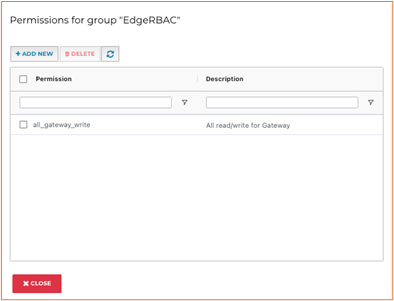 Permissions for group "EdgeRBAC"
+ ADD NEW DELETE
Permission Description
all_gateway_write All read/write for Gateway
✖ CLOSE